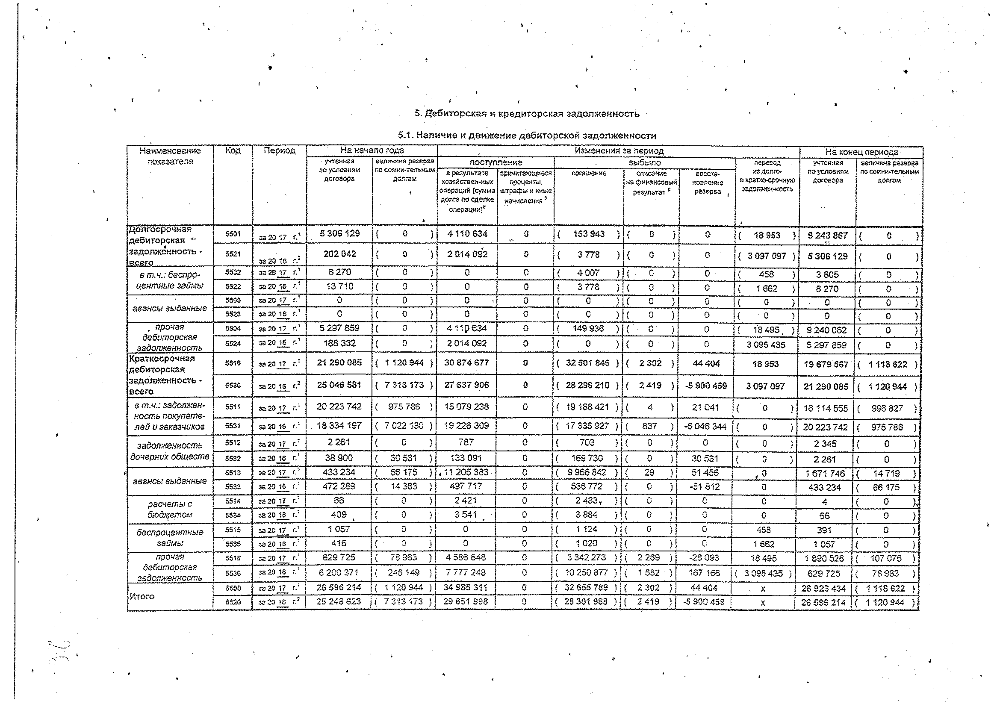 5. Дебиторская и кредиторская задолженность
5.1. Наличие и движение дебиторской задолженности
Наименование показателя | Код | Период | На начало года | Изменения за период | На конец периода
учтенная по условиям договора | величина резерва по сомни-тельным долгам | поступление | выбыло | перевод из долго- в кратко-срочную задолжен-ность | учтенная по условиям договора | величина резерва по сомни-тельным долгам
в результате хозяйствен-ных операций (сумма долга по сделке операции)⁸ | причитающиеся проценты, штрафы и иные начисления | погашение | списание на финансовый результат ⁸ | восста-новление резерва
Долгосрочная дебиторская задолженность - всего | 5501 | за 20 17 г.¹ | 5 306 129 | ( 0 ) | 4 110 634 | 0 | ( 153 943 ) | ( 0 ) | 0 | ( 18 953 ) | 9 243 867 | ( 0 )
5521 | за 20 16 г.² | 202 042 | ( 0 ) | 2 014 092 | 0 | ( 3 778 ) | ( 0 ) | 0 | ( 3 097 097 ) | 5 306 129 | ( 0 )
в т.ч.: беспро-центные займы | 5502 | за 20 17 г.¹ | 8 270 | ( 0 ) | 0 | 0 | ( 4 007 ) | ( 0 ) | 0 | ( 458 ) | 3 805 | ( 0 )
5522 | за 20 16 г.¹ | 13 710 | ( 0 ) | 0 | 0 | ( 3 778 ) | ( 0 ) | 0 | ( 1 662 ) | 8 270 | ( 0 )
авансы выданные | 5503 | за 20 17 г.¹ | 0 | ( 0 ) | 0 | 0 | ( 0 ) | ( 0 ) | 0 | ( 0 ) | 0 | ( 0 )
5523 | за 20 16 г.¹ | 0 | ( 0 ) | 0 | 0 | ( 0 ) | ( 0 ) | 0 | ( 0 ) | 0 | ( 0 )
прочая дебиторская задолженность | 5504 | за 20 17 г.¹ | 5 297 859 | ( 0 ) | 4 110 634 | 0 | ( 149 936 ) | ( 0 ) | 0 | ( 18 495 ) | 9 240 062 | ( 0 )
5524 | за 20 16 г.¹ | 188 332 | ( 0 ) | 2 014 092 | 0 | ( 0 ) | ( 0 ) | 0 | 3 095 435 | 5 297 859 | ( 0 )
Краткосрочная дебиторская задолженность - всего | 5510 | за 20 17 г.¹ | 21 290 085 | ( 1 120 944 ) | 30 874 677 | 0 | ( 32 501 846 ) | ( 2 302 ) | 44 404 | 18 953 | 19 679 567 | ( 1 118 622 )
5530 | за 20 16 г.² | 25 046 581 | ( 7 313 173 ) | 27 637 906 | 0 | ( 28 298 210 ) | ( 2 419 ) | -5 900 459 | 3 097 097 | 21 290 085 | ( 1 120 944 )
в т.ч.: задолжен-ность покупате-лей и заказчиков | 5511 | за 20 17 г.¹ | 20 223 742 | ( 975 786 ) | 15 079 238 | 0 | ( 19 188 421 ) | ( 4 ) | 21 041 | ( 0 ) | 16 114 555 | ( 996 827 )
5531 | за 20 16 г.¹ | 18 334 197 | ( 7 022 130 ) | 19 226 309 | 0 | ( 17 335 927 ) | ( 837 ) | -6 046 344 | ( 0 ) | 20 223 742 | ( 975 786 )
задолженность дочерних обществ | 5512 | за 20 17 г.¹ | 2 261 | ( 0 ) | 787 | 0 | ( 703 ) | ( 0 ) | 0 | ( 0 ) | 2 345 | ( 0 )
5532 | за 20 16 г.¹ | 38 900 | ( 30 531 ) | 133 091 | 0 | ( 169 730 ) | ( 0 ) | 30 531 | ( 0 ) | 2 261 | ( 0 )
авансы выданные | 5513 | за 20 17 г.¹ | 433 234 | ( 66 175 ) | 11 205 383 | 0 | ( 9 966 842 ) | ( 29 ) | 51 456 | 0 | 1 671 746 | ( 14 719 )
5533 | за 20 16 г.¹ | 472 289 | ( 14 363 ) | 497 717 | 0 | ( 536 772 ) | ( 0 ) | -51 812 | 0 | 433 234 | ( 66 175 )
расчеты с бюджетом | 5514 | за 20 17 г.¹ | 66 | ( 0 ) | 2 421 | 0 | ( 2 483 ) | ( 0 ) | 0 | 0 | 4 | ( 0 )
5534 | за 20 16 г.¹ | 409 | ( 0 ) | 3 541 | 0 | ( 3 884 ) | ( 0 ) | 0 | 0 | 66 | ( 0 )
беспроцентные займы | 5515 | за 20 17 г.¹ | 1 057 | ( 0 ) | 0 | 0 | ( 1 124 ) | ( 0 ) | 0 | 458 | 391 | ( 0 )
5535 | за 20 16 г.¹ | 415 | ( 0 ) | 0 | 0 | ( 1 020 ) | ( 0 ) | 0 | 1 662 | 1 057 | ( 0 )
прочая дебиторская задолженность | 5516 | за 20 17 г.¹ | 629 725 | ( 78 983 ) | 4 586 848 | 0 | ( 3 342 273 ) | ( 2 269 ) | -28 093 | 18 495 | 1 890 526 | ( 107 076 )
5536 | за 20 16 г.¹ | 6 200 371 | ( 246 149 ) | 7 777 248 | 0 | ( 10 250 877 ) | ( 1 582 ) | 167 166 | ( 3 095 435 ) | 629 725 | ( 78 983 )
Итого | 5500 | за 20 17 г.¹ | 26 596 214 | ( 1 120 944 ) | 34 985 311 | 0 | ( 32 655 789 ) | ( 2 302 ) | 44 404 | х | 28 923 434 | ( 1 118 622 )
5520 | за 20 16 г.² | 25 248 623 | ( 7 313 173 ) | 29 651 998 | 0 | ( 28 301 988 ) | ( 2 419 ) | -5 900 459 | х | 26 596 214 | ( 1 120 944 )